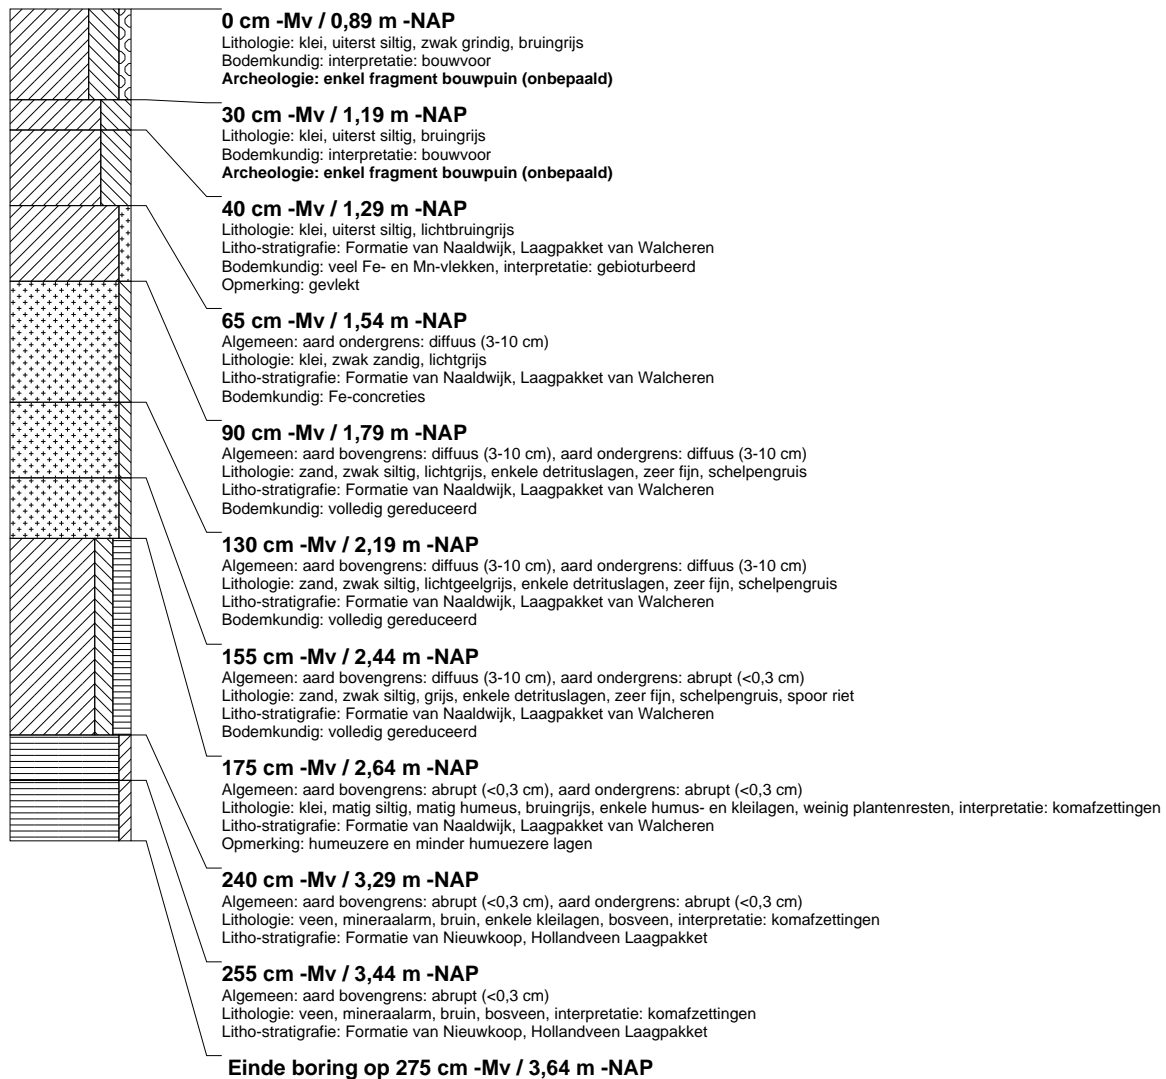 0 cm -Mv / 0,89 m -NAP
Lithologie: klei, uiterst siltig, zwak grindig, bruingrijs
Bodemkundig: interpretatie: bouwvoor
Archeologie: enkel fragment bouwpuin (onbepaald)
30 cm -Mv / 1,19 m -NAP
Lithologie: klei, uiterst siltig, bruingrijs
Bodemkundig: interpretatie: bouwvoor
Archeologie: enkel fragment bouwpuin (onbepaald)
40 cm -Mv / 1,29 m -NAP
Lithologie: klei, uiterst siltig, lichtbruingrijs
Litho-stratigrafie: Formatie van Naaldwijk, Laagpakket van Walcheren
Bodemkundig: veel Fe- en Mn-vlekken, interpretatie: gebioturbeerd
Opmerking: gevlekt
65 cm -Mv / 1,54 m -NAP
Algemeen: aard ondergrens: diffuus (3-10 cm)
Lithologie: klei, zwak zandig, lichtgrijs
Litho-stratigrafie: Formatie van Naaldwijk, Laagpakket van Walcheren
Bodemkundig: Fe-concreties
90 cm -Mv / 1,79 m -NAP
Algemeen: aard bovengrens: diffuus (3-10 cm), aard ondergrens: diffuus (3-10 cm)
Lithologie: zand, zwak siltig, lichtgrijs, enkele detrituslagen, zeer fijn, schelpengruis
Litho-stratigrafie: Formatie van Naaldwijk, Laagpakket van Walcheren
Bodemkundig: volledig gereduceerd
130 cm -Mv / 2,19 m -NAP
Algemeen: aard bovengrens: diffuus (3-10 cm), aard ondergrens: diffuus (3-10 cm)
Lithologie: zand, zwak siltig, lichtgeelgrijs, enkele detrituslagen, zeer fijn, schelpengruis
Litho-stratigrafie: Formatie van Naaldwijk, Laagpakket van Walcheren
Bodemkundig: volledig gereduceerd
155 cm -Mv / 2,44 m -NAP
Algemeen: aard bovengrens: diffuus (3-10 cm), aard ondergrens: abrupt (<0,3 cm)
Lithologie: zand, zwak siltig, grijs, enkele detrituslagen, zeer fijn, schelpengruis, spoor riet
Litho-stratigrafie: Formatie van Naaldwijk, Laagpakket van Walcheren
Bodemkundig: volledig gereduceerd
175 cm -Mv / 2,64 m -NAP
Algemeen: aard bovengrens: abrupt (<0,3 cm), aard ondergrens: abrupt (<0,3 cm)
Lithologie: klei, matig siltig, matig humeus, bruingrijs, enkele humus- en kleilagen, weinig plantenresten, interpretatie: komafzettingen
Litho-stratigrafie: Formatie van Naaldwijk, Laagpakket van Walcheren
Opmerking: humeuzere en minder humuezere lagen
240 cm -Mv / 3,29 m -NAP
Algemeen: aard bovengrens: abrupt (<0,3 cm), aard ondergrens: abrupt (<0,3 cm)
Lithologie: veen, mineraalarm, bruin, enkele kleilagen, bosveen, interpretatie: komafzettingen
Litho-stratigrafie: Formatie van Nieuwkoop, Hollandveen Laagpakket
255 cm -Mv / 3,44 m -NAP
Algemeen: aard bovengrens: abrupt (<0,3 cm)
Lithologie: veen, mineraalarm, bruin, bosveen, interpretatie: komafzettingen
Litho-stratigrafie: Formatie van Nieuwkoop, Hollandveen Laagpakket
Einde boring op 275 cm -Mv / 3,64 m -NAP